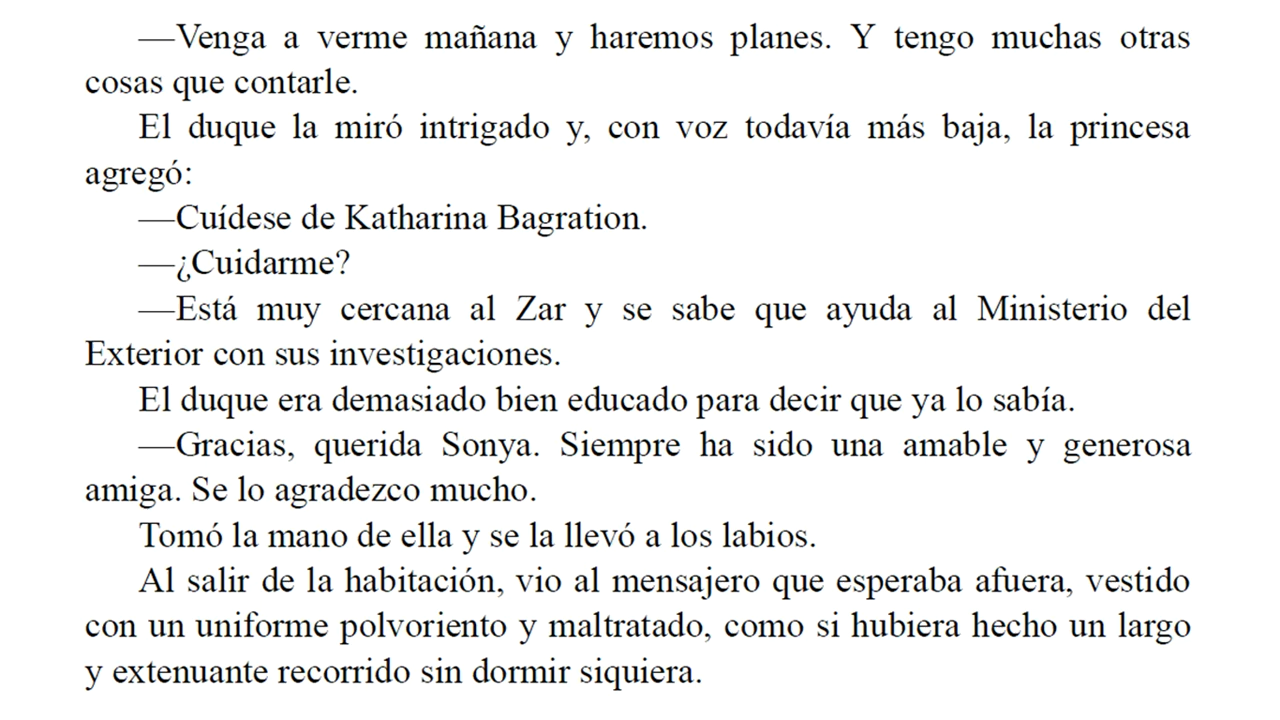 —Venga a verme mañana y haremos planes. Y tengo muchas otras
cosas que contarle.
El duque la miró intrigado y, con voz todavía más baja, la princesa
agregó:
—Cuídese de Katharina Bagration.
—¿Cuidarme?
—Está muy cercana al Zar y se sabe que ayuda al Ministerio del
Exterior con sus investigaciones.
El duque era demasiado bien educado para decir que ya lo sabía.
—Gracias, querida Sonya. Siempre ha sido una amable y generosa
amiga. Se lo agradezco mucho.
Tomó la mano de ella y se la llevó a los labios.
Al salir de la habitación, vio al mensajero que esperaba afuera, vestido
con un uniforme polvoriento y maltratado, como si hubiera hecho un largo
y extenuante recorrido sin dormir siquiera.